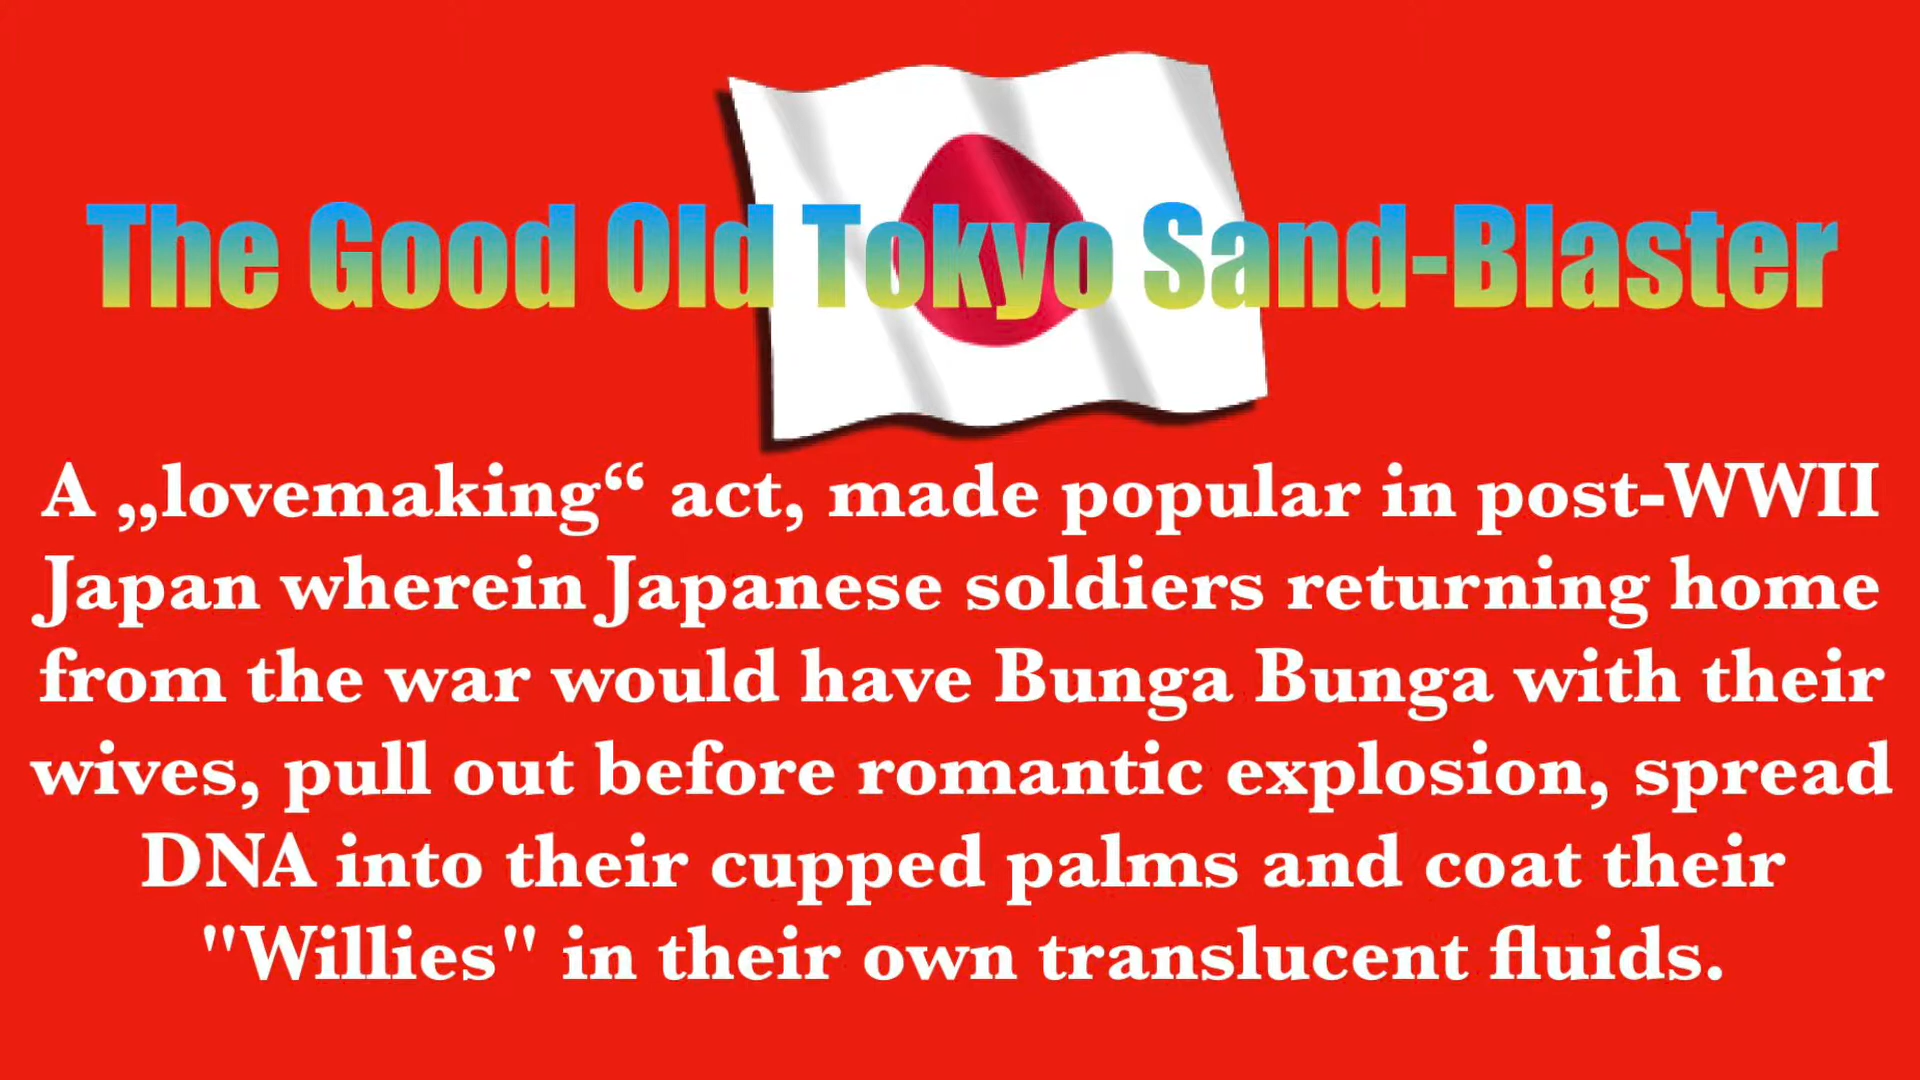 The Good Old Tokyo Sand-Blaster
A „lovemaking“ act, made popular in post-WWII
Japan wherein Japanese soldiers returning home
from the war would have Bunga Bunga with their
wives, pull out before romantic explosion, spread
DNA into their cupped palms and coat their
"Willies" in their own translucent fluids.